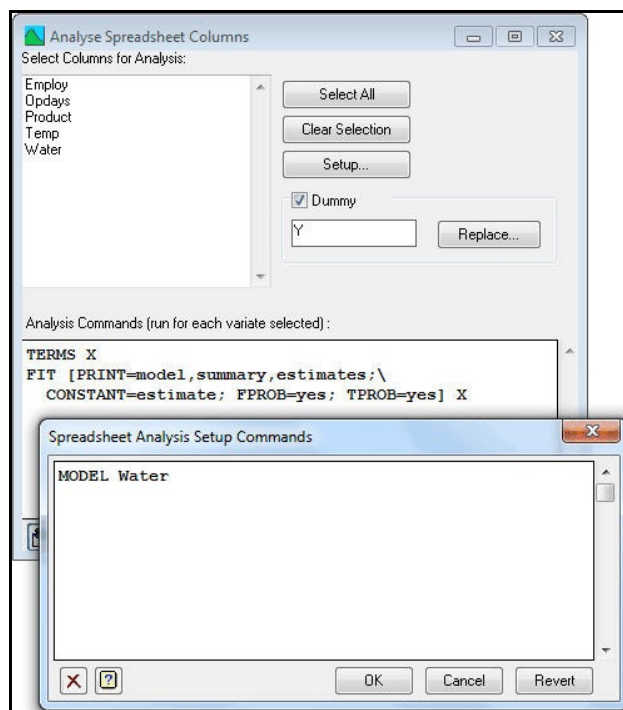 Analyse Spreadsheet Columns
Select Columns for Analysis:
Employ
Opdays
Product
Temp
Water
Select All
Clear Selection
Setup...
Dummy
Y
Replace...
Analysis Commands (run for each variate selected) :
TERMS X
FIT [PRINT=model,summary,estimates;\
CONSTANT=estimate; FPROB=yes; TPROB=yes] X
Spreadsheet Analysis Setup Commands
MODEL Water
OK
Cancel
Revert